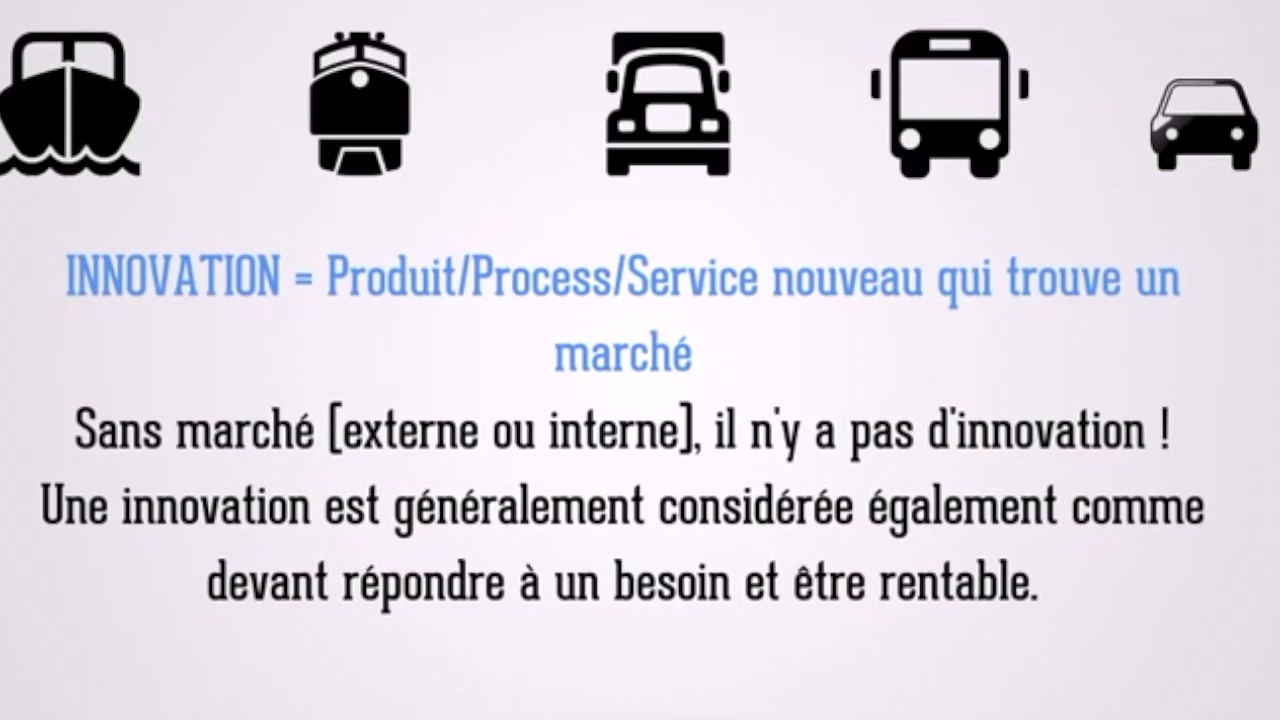 INNOVATION = Produit/Process/Service nouveau qui trouve un
marché
Sans marché [externe ou interne], il n'y a pas d'innovation !
Une innovation est généralement considérée également comme
devant répondre à un besoin et être rentable.